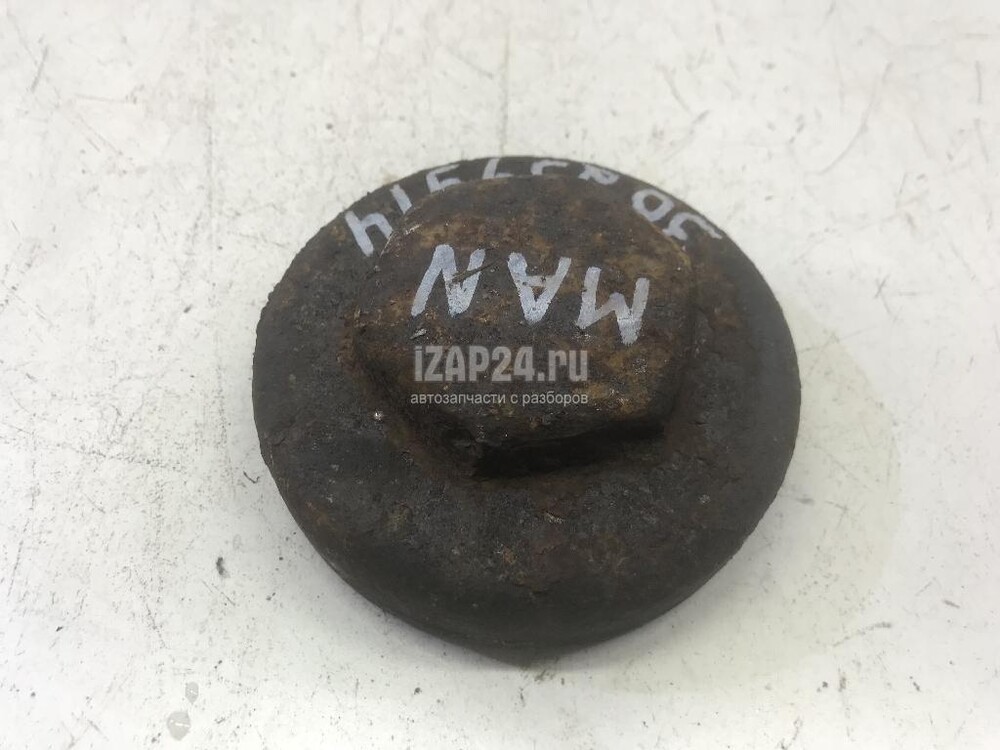 MAN
iZAP24.ru
автозапчасти с разборов